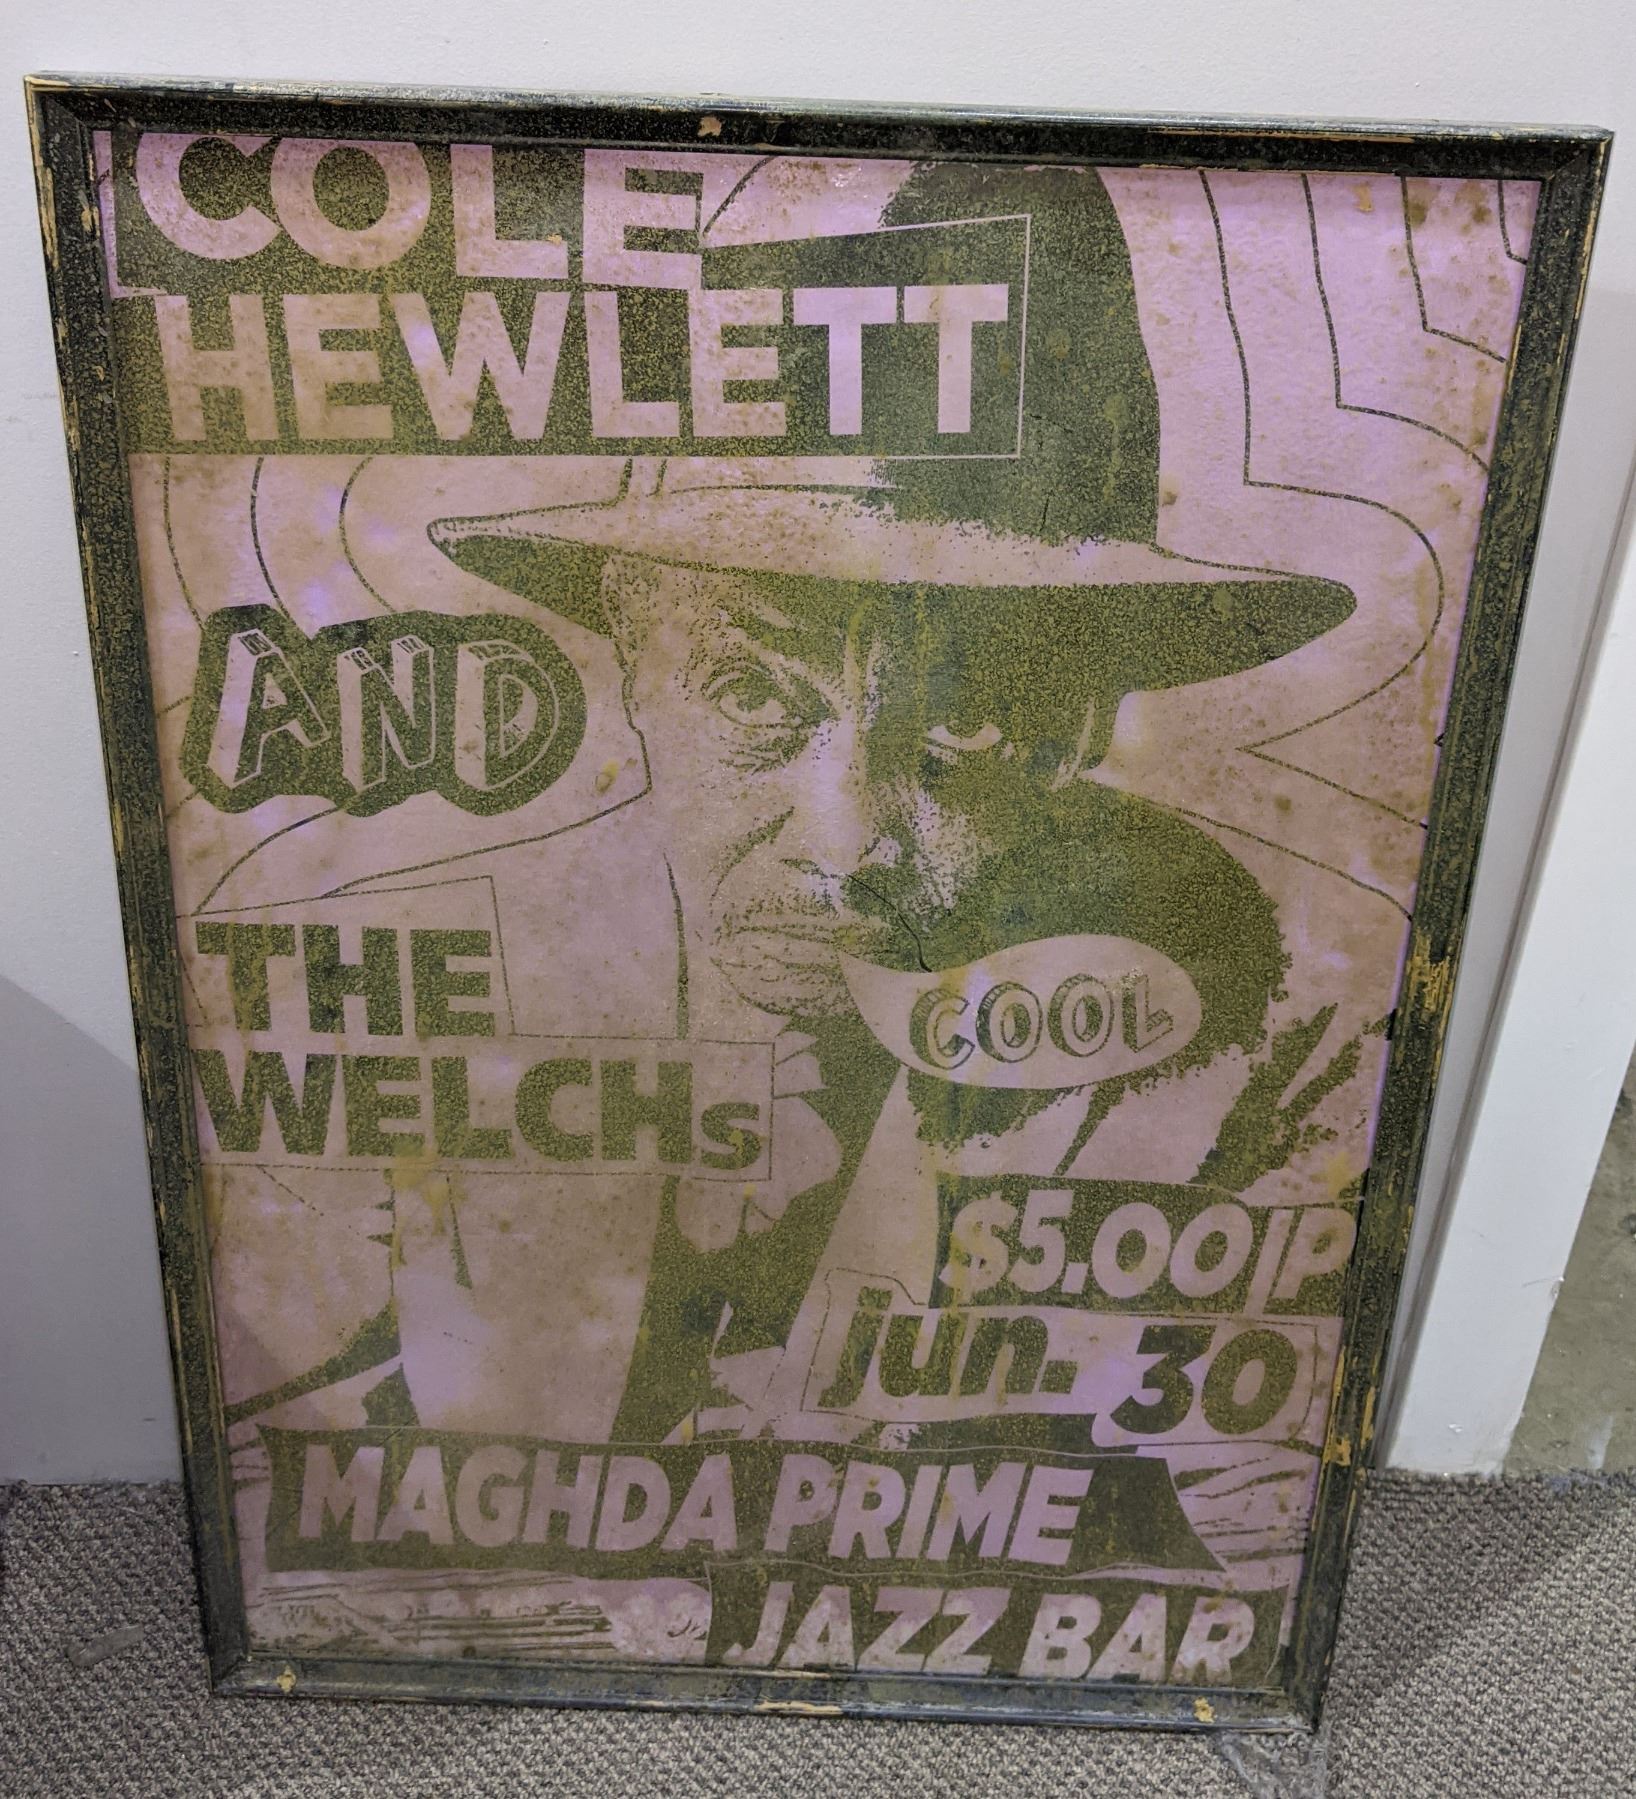 COLE
HEWLETT
AND
THE
WELCHs
COOL
$5.00|P
jun. 30
MAGHDA PRIME
JAZZ BAR